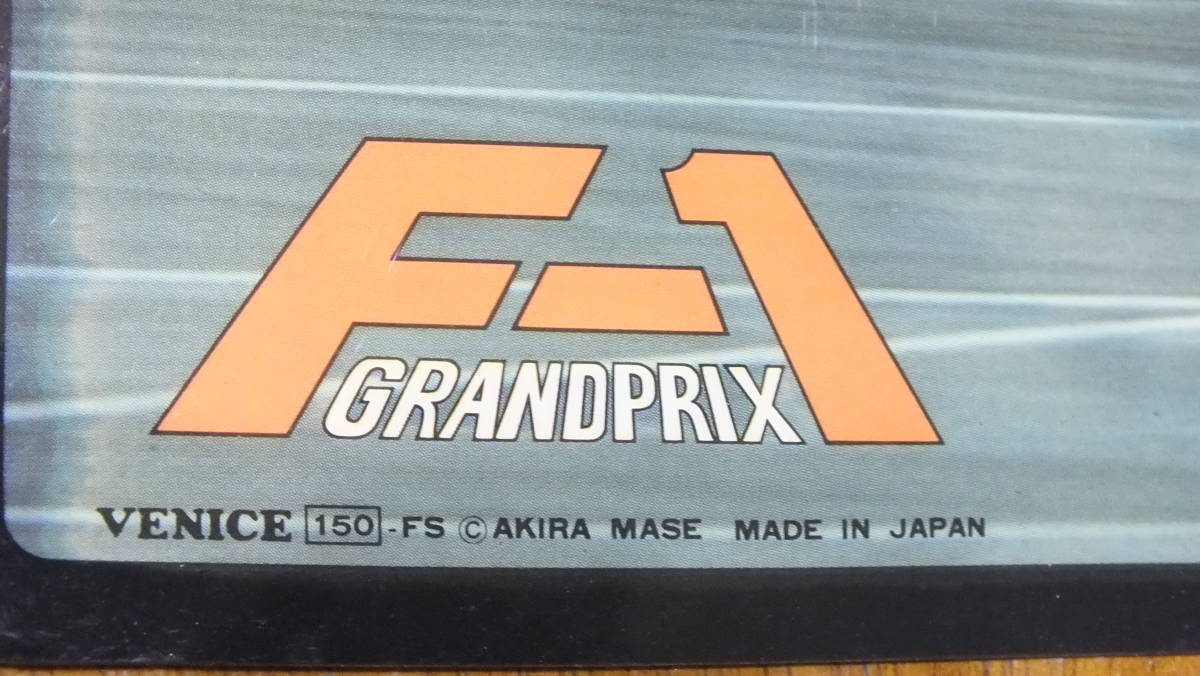 F-1
GRANDPRIX
VENICE 150-FS © AKIRA MASE MADE IN JAPAN